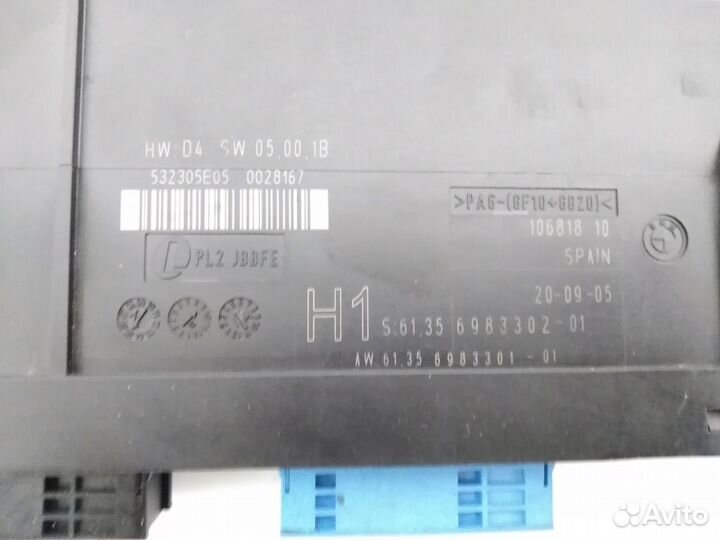 HW:D4 SW 05.00.1B
532305E05 0028167
>PA6-(GF10+GB20)<
106818 10
SPAIN
PL2 JBBFE
20-09-05
H1 S:61.35 6983302-01
AW 61.35 6983301-01
Avito